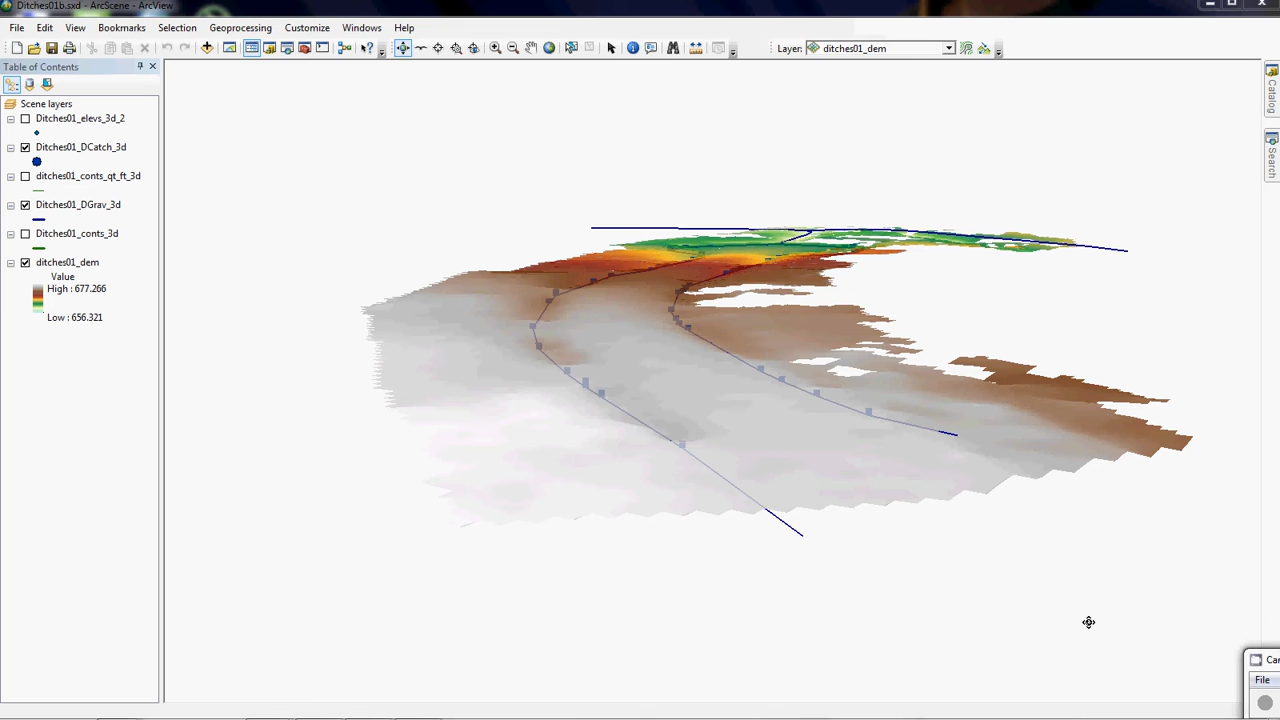 Ditches01b.sxd - ArcScene - ArcView
File Edit View Bookmarks Selection Geoprocessing Customize Windows Help
Layer: ditches01_dem
Table of Contents
Scene layers
Ditches01_elevs_3d_2
Ditches01_DCatch_3d
ditches01_conts_qt_ft_3d
Ditches01_DGrav_3d
Ditches01_conts_3d
ditches01_dem
Value
High : 677.266
Low : 656.321
Catalog
Search
Car
File